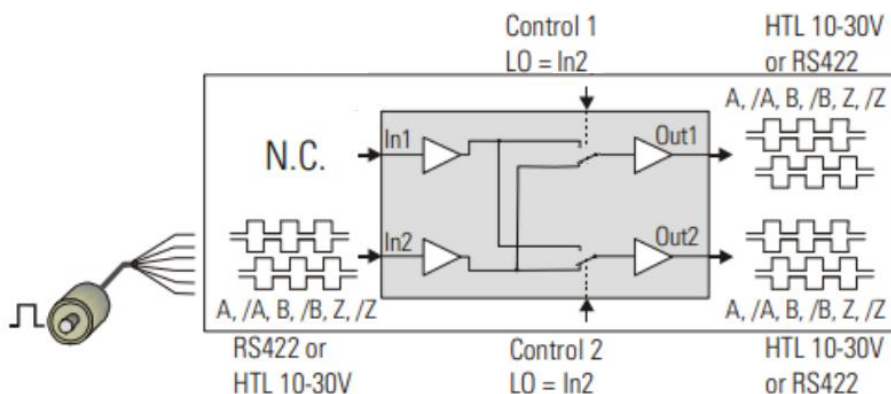 Control 1
LO = In2
HTL 10-30V
or RS422
A, /A, B, /B, Z, /Z
N.C.
In1
Out1
In2
Out2
A, /A, B, /B, Z, /Z
A, /A, B, /B, Z, /Z
RS422 or
HTL 10-30V
Control 2
LO = In2
HTL 10-30V
or RS422